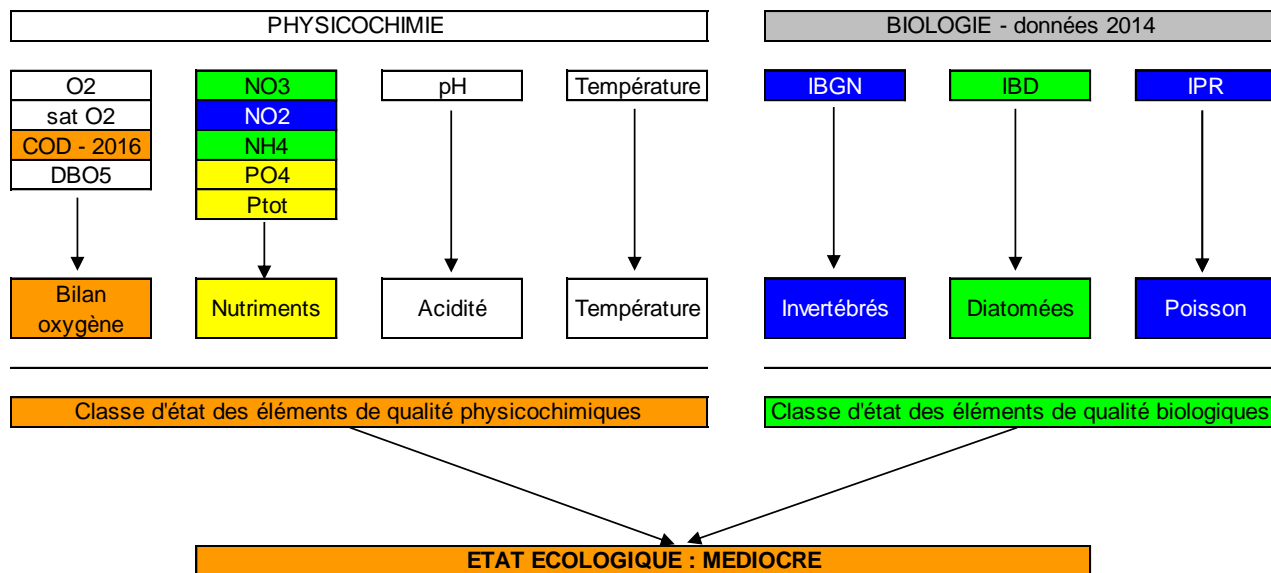 PHYSICOCHIMIE
BIOLOGIE - données 2014
O2
sat O2
COD - 2016
DBO5
NO3
NO2
NH4
PO4
Ptot
pH
Température
IBGN
IBD
IPR
Bilan
oxygène
Nutriments
Acidité
Température
Invertébrés
Diatomées
Poisson
Classe d'état des éléments de qualité physicochimiques
Classe d'état des éléments de qualité biologiques
ETAT ECOLOGIQUE : MEDIOCRE